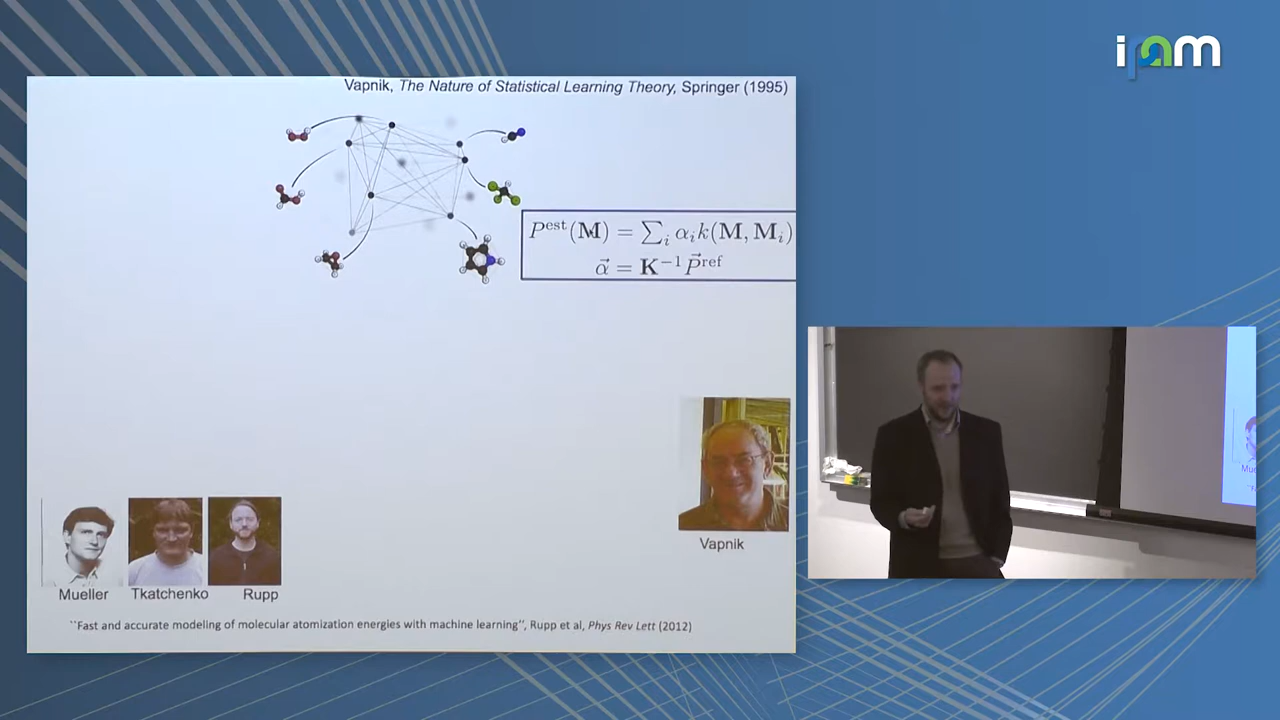 ipam
Vapnik, The Nature of Statistical Learning Theory, Springer (1995)
P^est(M) = ∑_i α_i k(M, M_i)
α⃗ = K^−1 P⃗^ref
Vapnik
Mueller
Tkatchenko
Rupp
``Fast and accurate modeling of molecular atomization energies with machine learning", Rupp et al, Phys Rev Lett (2012)